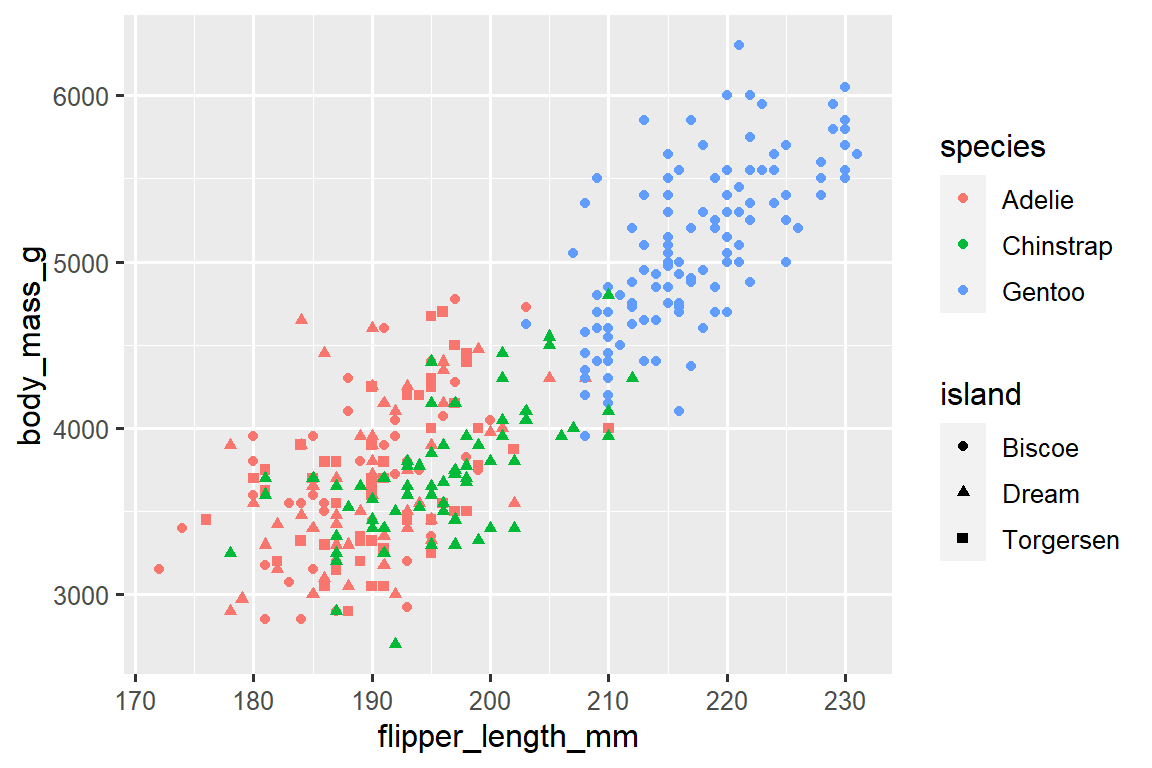 6000
5000
4000
3000
body_mass_g
170 180 190 200 210 220 230
flipper_length_mm
species
Adelie
Chinstrap
Gentoo
island
Biscoe
Dream
Torgersen